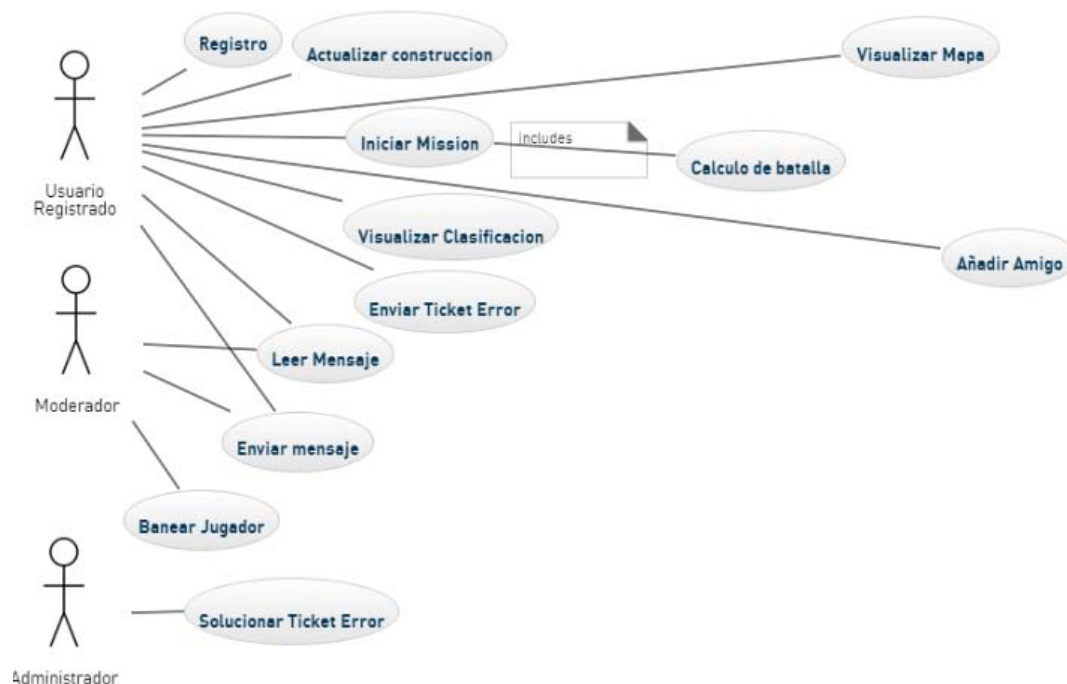 Registro
Actualizar construccion
Visualizar Mapa
Iniciar Mission
includes
Calculo de batalla
Usuario
Registrado
Visualizar Clasificacion
Añadir Amigo
Enviar Ticket Error
Leer Mensaje
Moderador
Enviar mensaje
Banear Jugador
Solucionar Ticket Error
Administrador